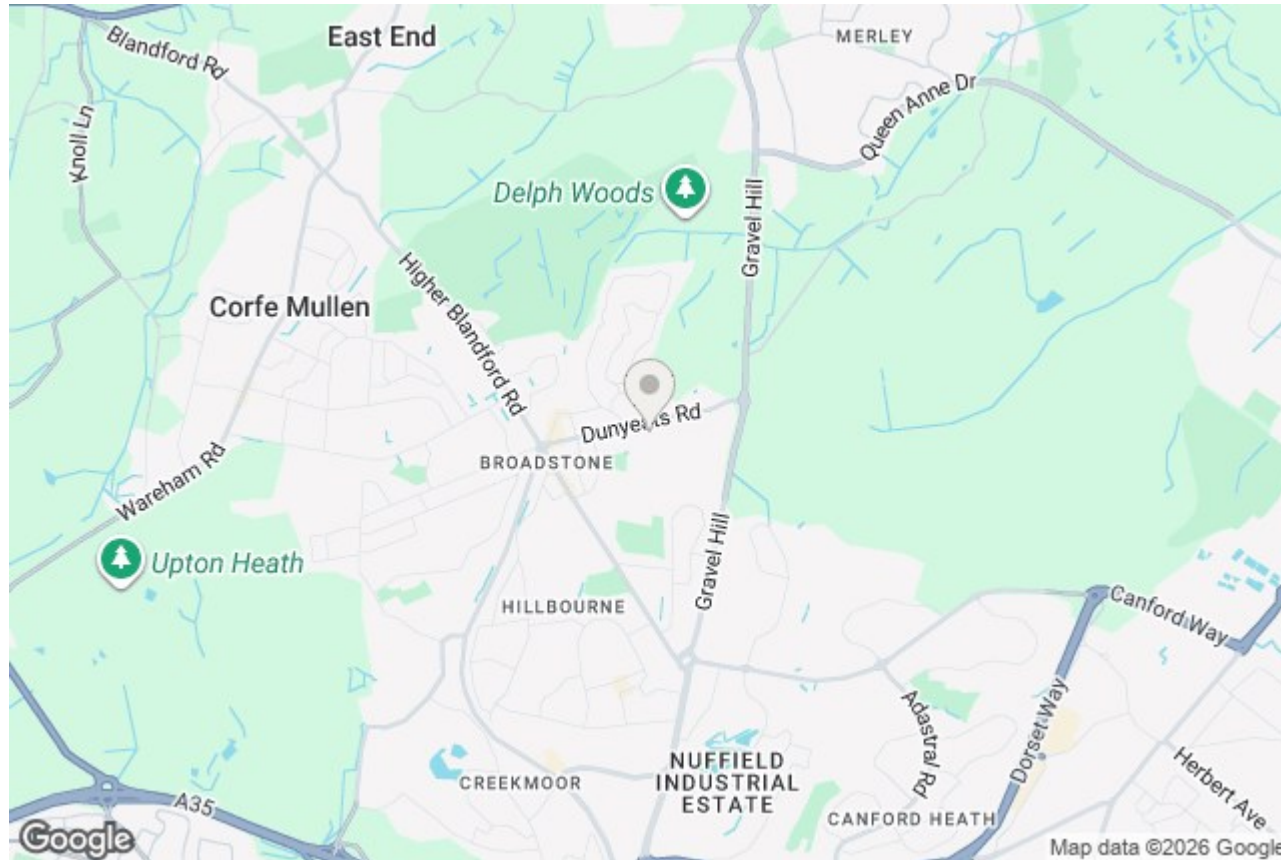 Blandford Rd
East End
MERLEY
Knoll Ln
Queen Anne Dr
Delph Woods
Gravel Hill
Higher Blandford Rd
Corfe Mullen
Dunyeats Rd
BROADSTONE
Wareham Rd
Upton Heath
Gravel Hill
HILLBOURNE
Canford Way
Adastral Rd
Dorset Way
NUFFIELD
INDUSTRIAL
ESTATE
CREEKMOOR
Herbert Ave
A35
CANFORD HEATH
Google
Map data ©2026 Google